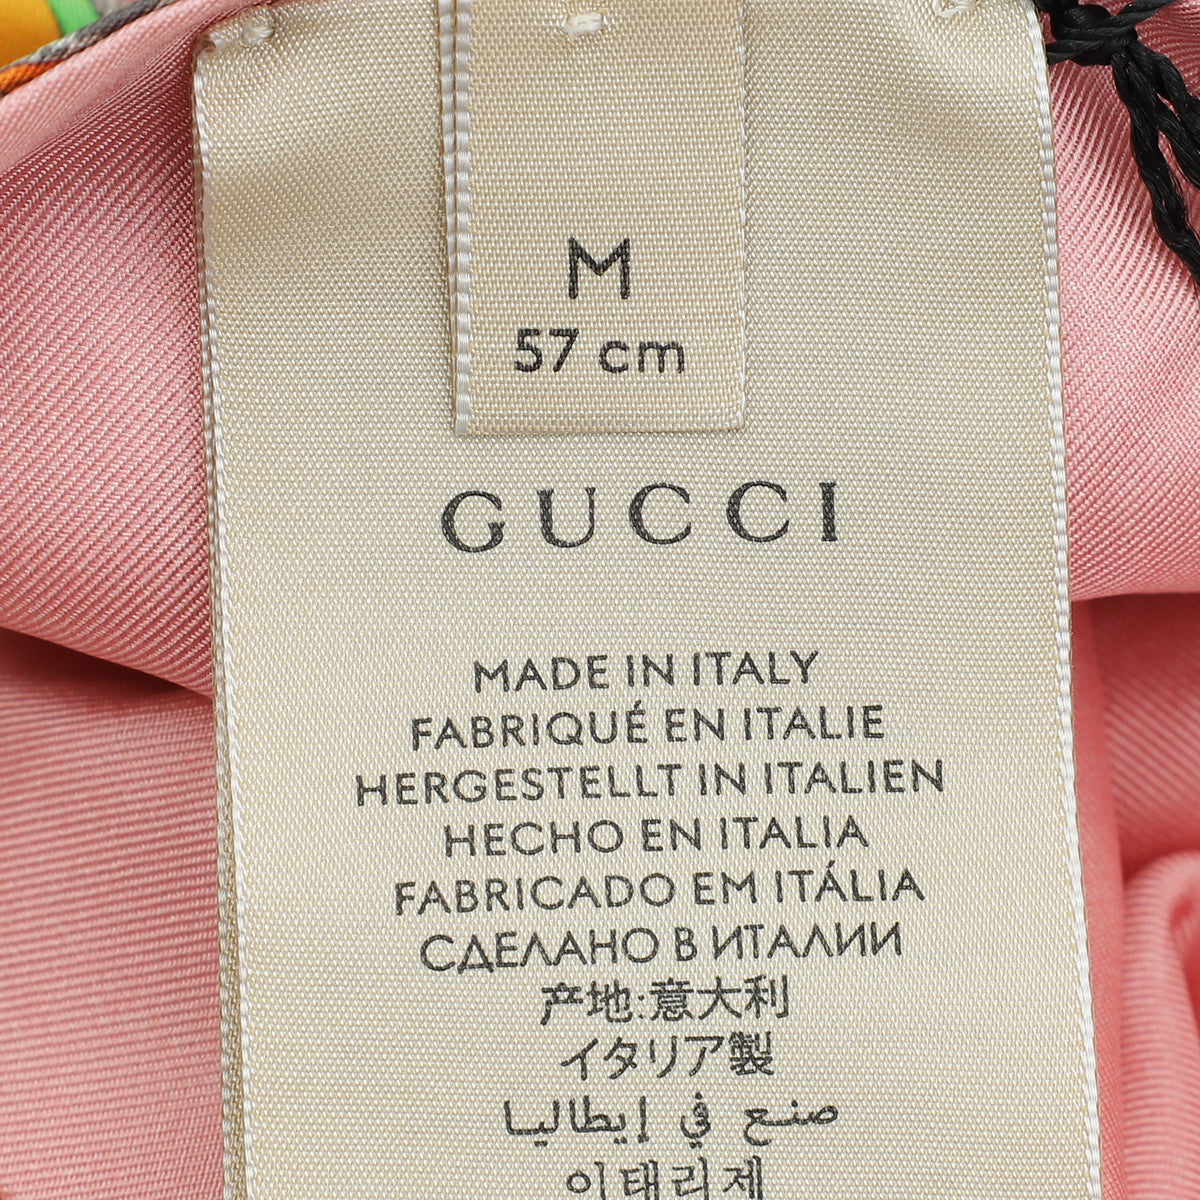 M
57 cm
GUCCI
MADE IN ITALY
FABRIQUÉ EN ITALIE
HERGESTELLT IN ITALIEN
HECHO EN ITALIA
FABRICADO EM ITÁLIA
СДЕЛАНО В ИТАЛИИ
产地:意大利
イタリア製
صنع في إيطاليا
이태리제